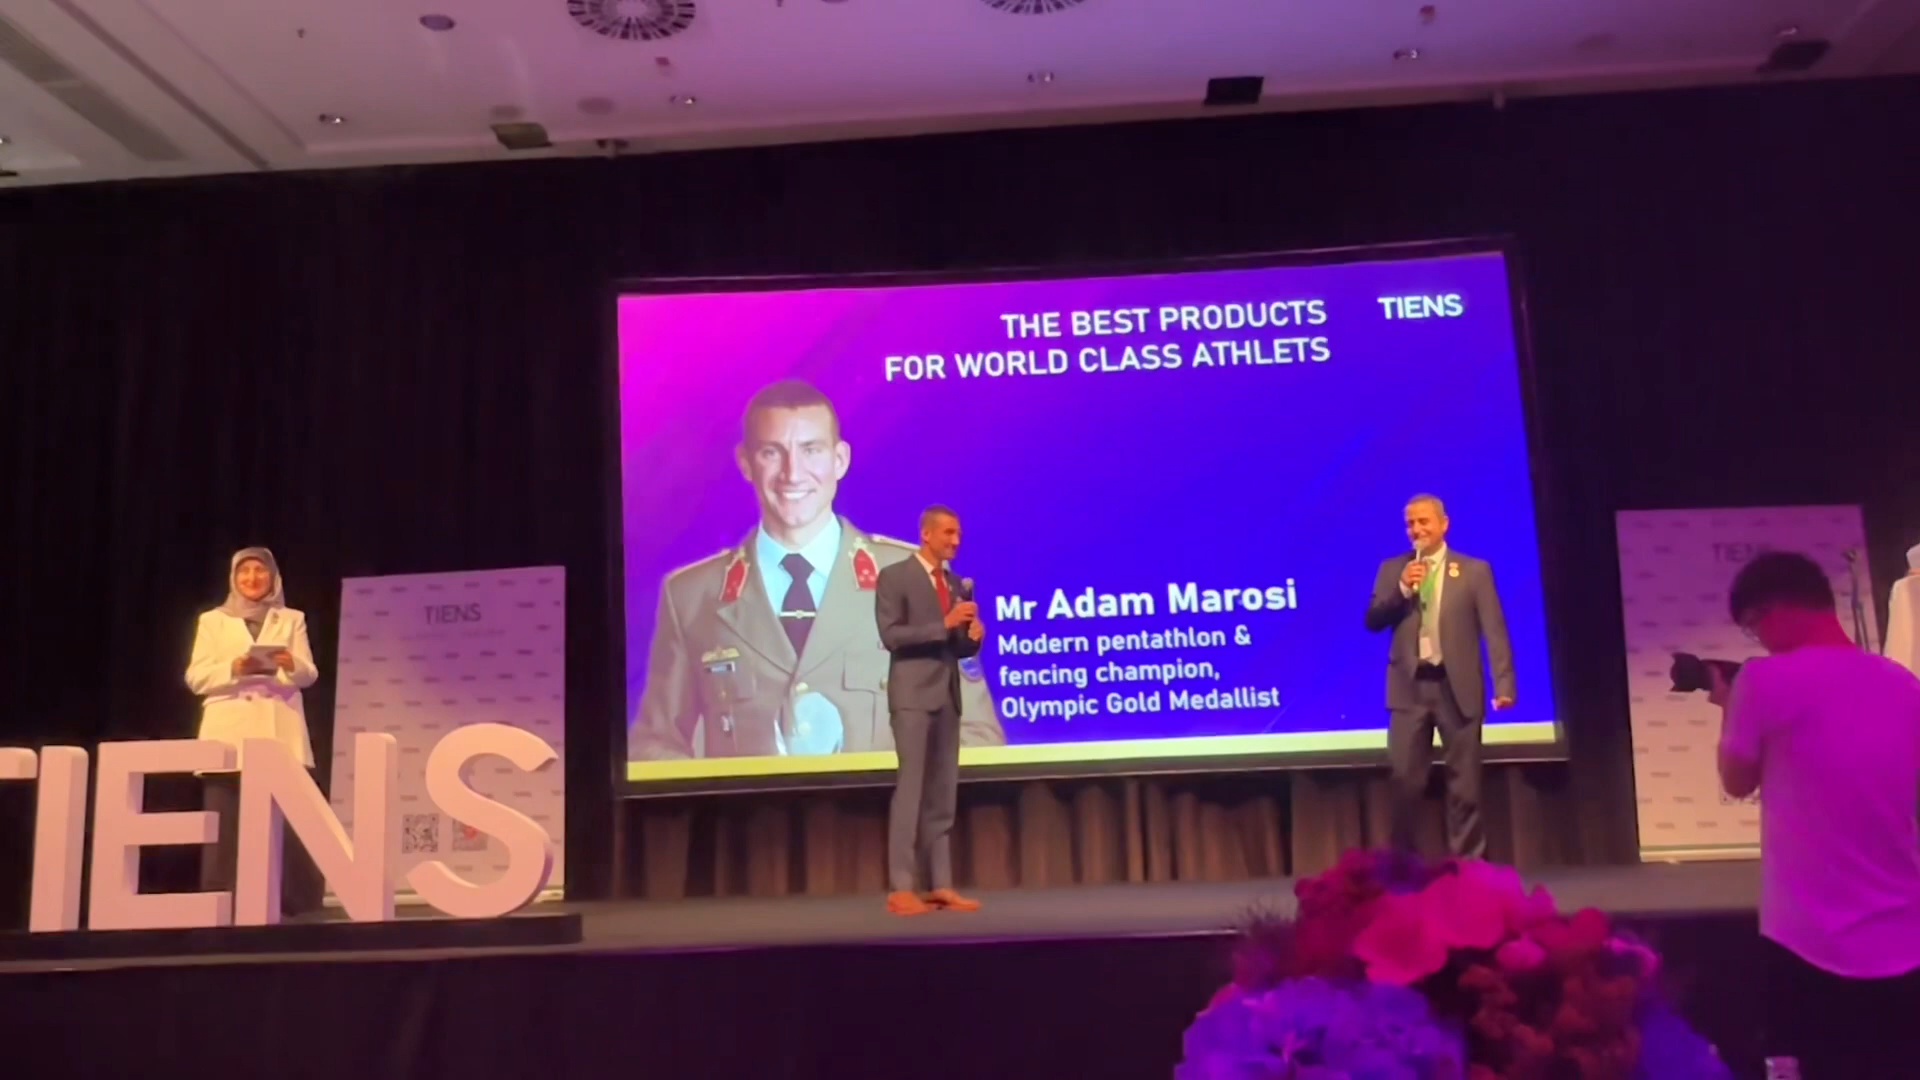 THE BEST PRODUCTS
FOR WORLD CLASS ATHLETS
TIENS
Mr Adam Marosi
Modern pentathlon &
fencing champion,
Olympic Gold Medallist
TIENS
TIENS
TIENS